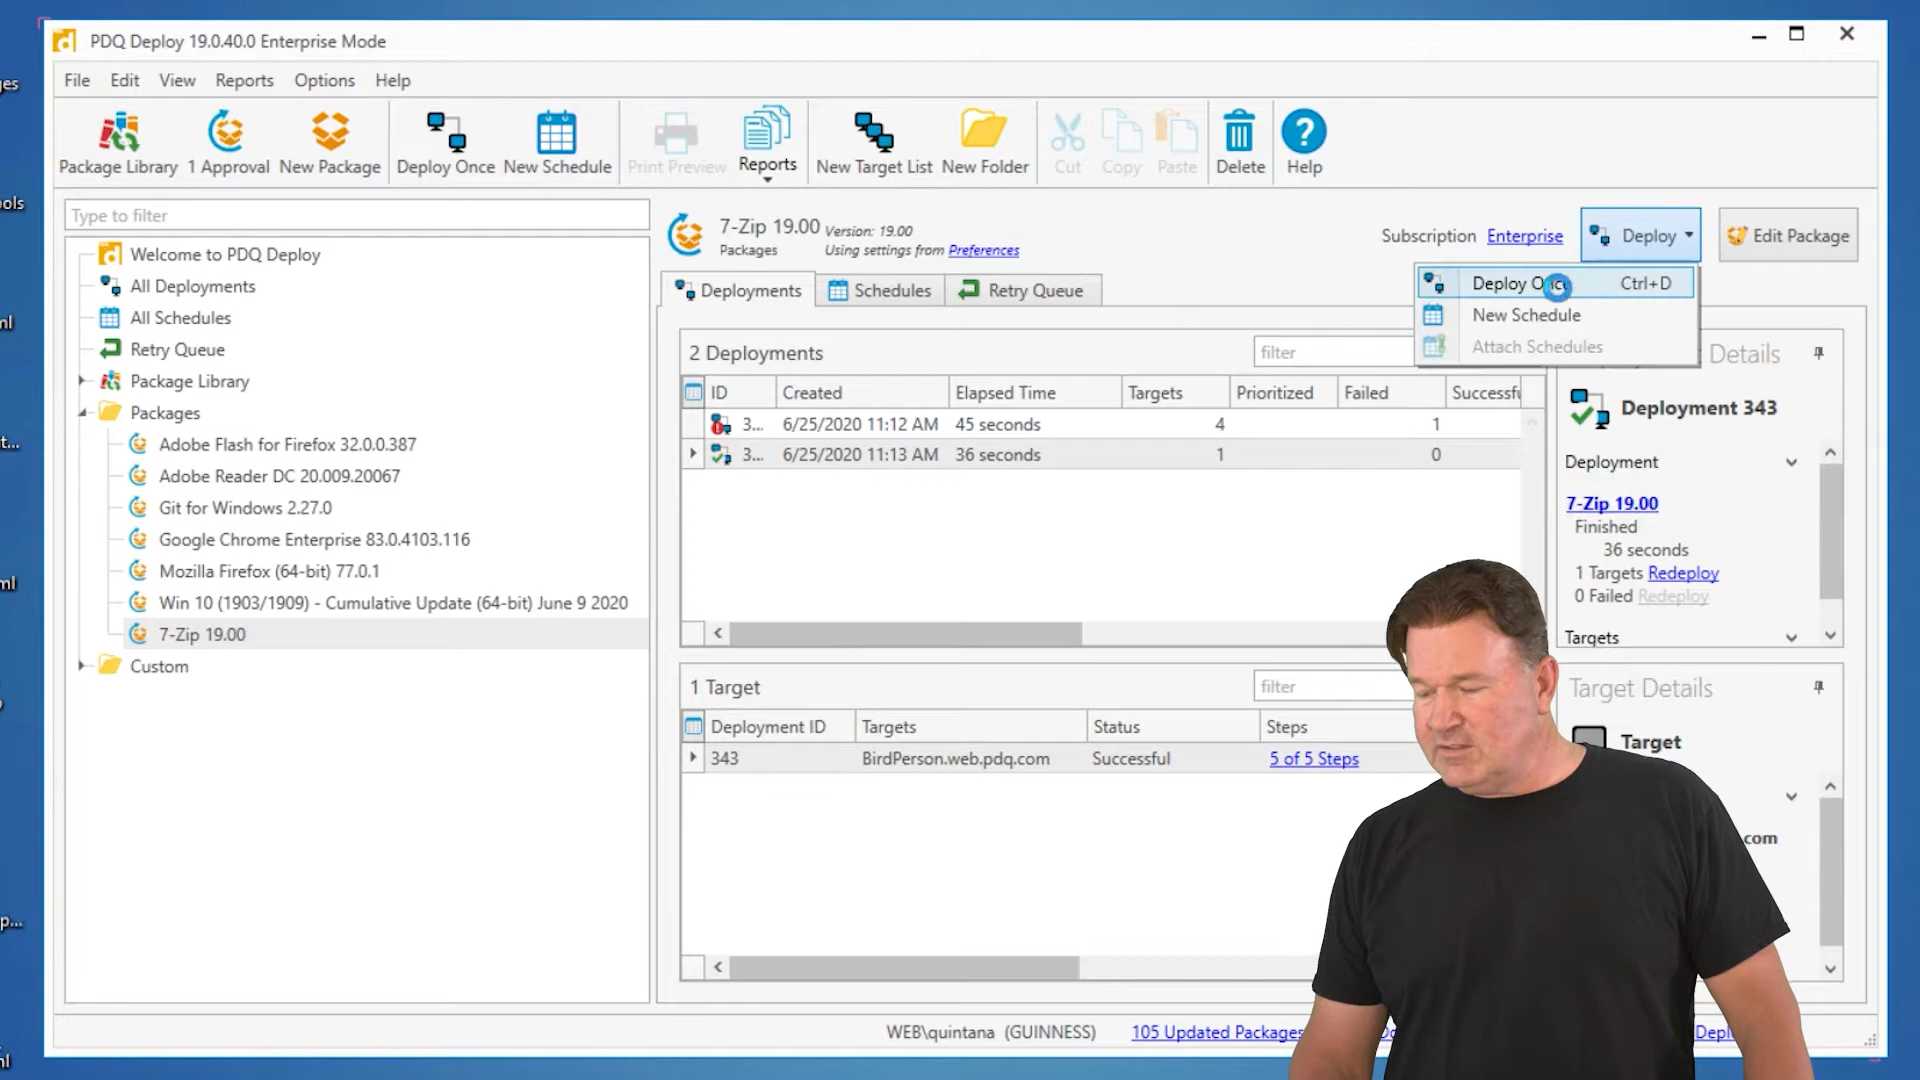 PDQ Deploy 19.0.40.0 Enterprise Mode
File Edit View Reports Options Help
Package Library 1 Approval New Package Deploy Once New Schedule Print Preview Reports New Target List New Folder Cut Copy Paste Delete Help
Type to filter
Welcome to PDQ Deploy
All Deployments
All Schedules
Retry Queue
Package Library
Packages
Adobe Flash for Firefox 32.0.0.387
Adobe Reader DC 20.009.20067
Git for Windows 2.27.0
Google Chrome Enterprise 83.0.4103.116
Mozilla Firefox (64-bit) 77.0.1
Win 10 (1903/1909) - Cumulative Update (64-bit) June 9 2020
7-Zip 19.00
Custom
7-Zip 19.00 Version: 19.00
Packages Using settings from Preferences
Subscription Enterprise Deploy Edit Package
Deploy Once Ctrl+D
New Schedule
Attach Schedules
Deployments Schedules Retry Queue
2 Deployments filter
ID Created Elapsed Time Targets Prioritized Failed Successfu
3... 6/25/2020 11:12 AM 45 seconds 4 1
3... 6/25/2020 11:13 AM 36 seconds 1 0
Details
Deployment 343
Deployment
7-Zip 19.00
Finished
36 seconds
1 Targets Redeploy
0 Failed Redeploy
Targets
1 Target filter
Deployment ID Targets Status Steps
343 BirdPerson.web.pdq.com Successful 5 of 5 Steps
Target Details
Target
com
WEB\quintana (GUINNESS) 105 Updated Packages